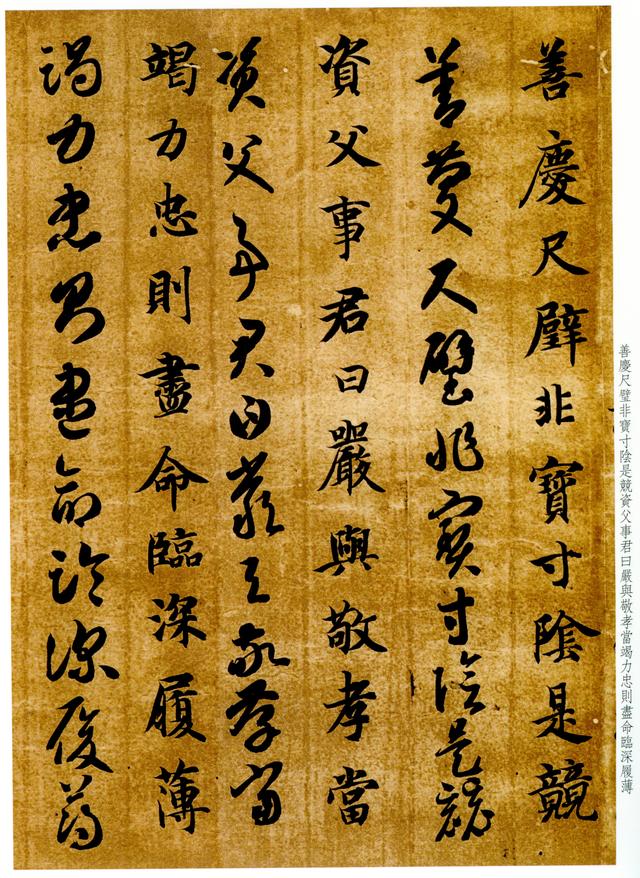 善慶尺璧非寶寸陰是競
善慶尺璧非寶寸陰是競
資父事君曰嚴與敬孝當
資父事君曰嚴與敬孝當
竭力忠則盡命臨深履薄
竭力忠則盡命臨深履薄
善慶尺璧非寶寸陰是競資父事君曰嚴與敬孝當竭力忠則盡命臨深履薄